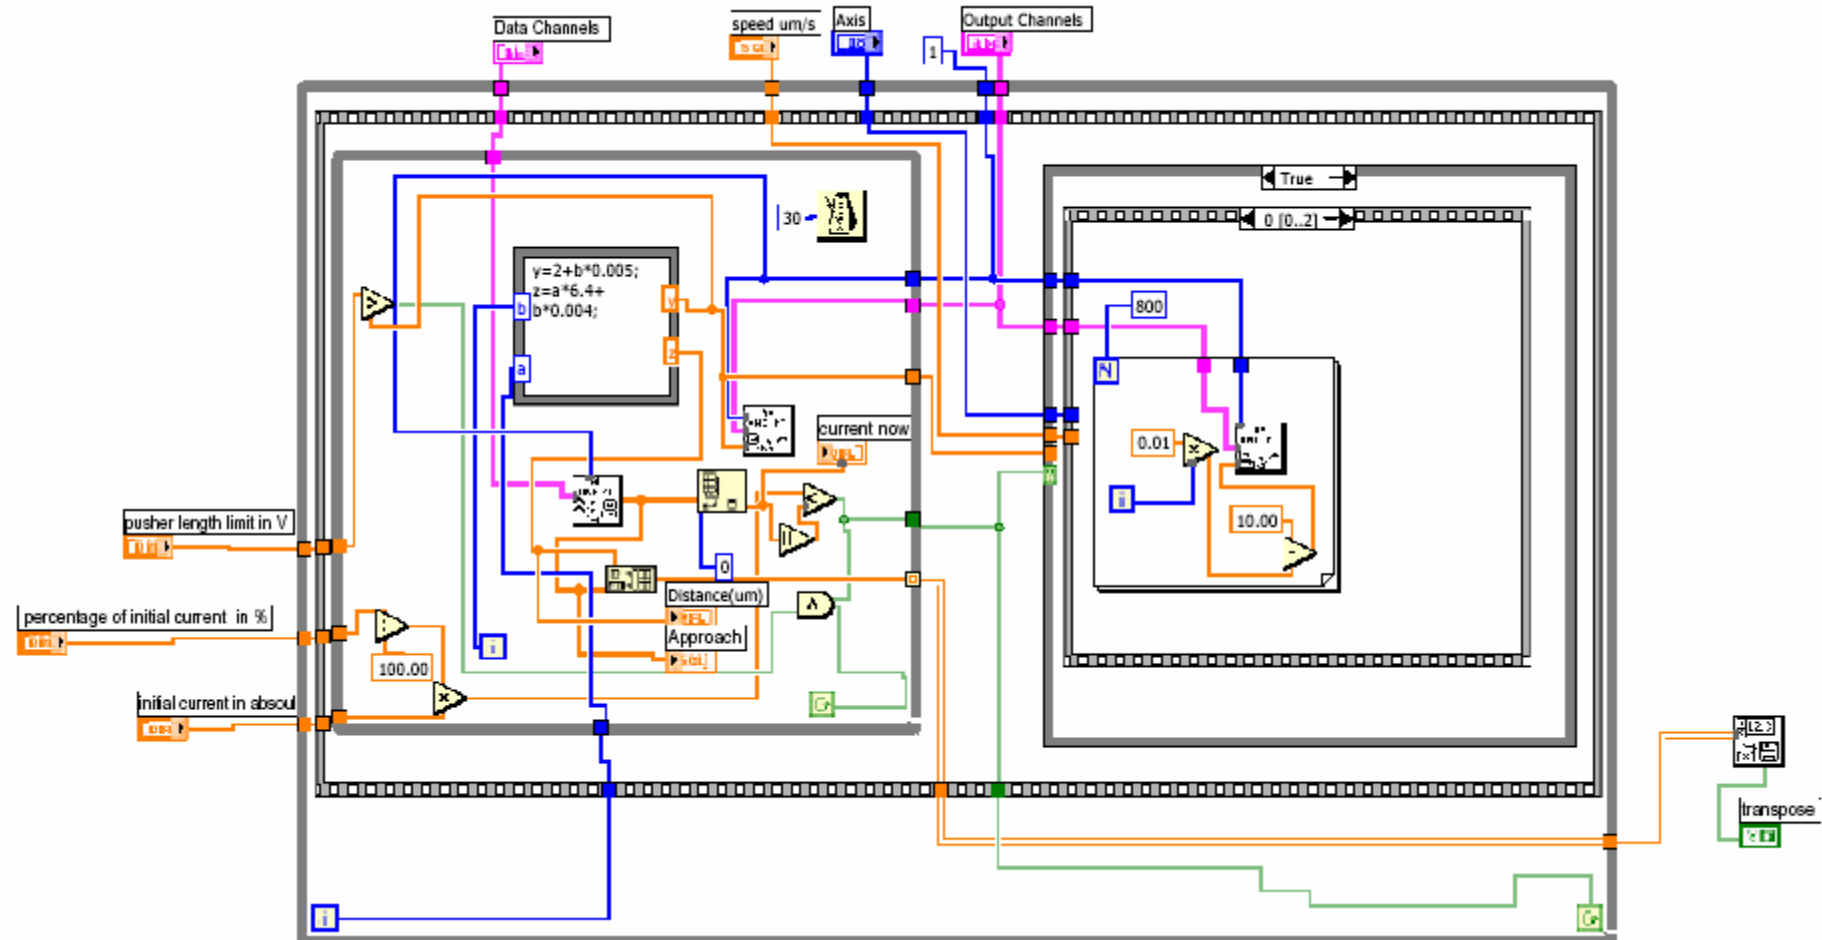 Data Channels
speed um/s
Axis
1
Output Channels
True
0 [0..2]
30
y=2+b*0.005;
z=a*6.4+
b*0.004;
b
a
y
z
800
N
current now
0.01
i
10.00
pusher length limit in V
0
Distance(um)
percentage of initial current in %
Approach
i
100.00
initial current in absoul
transpose
i